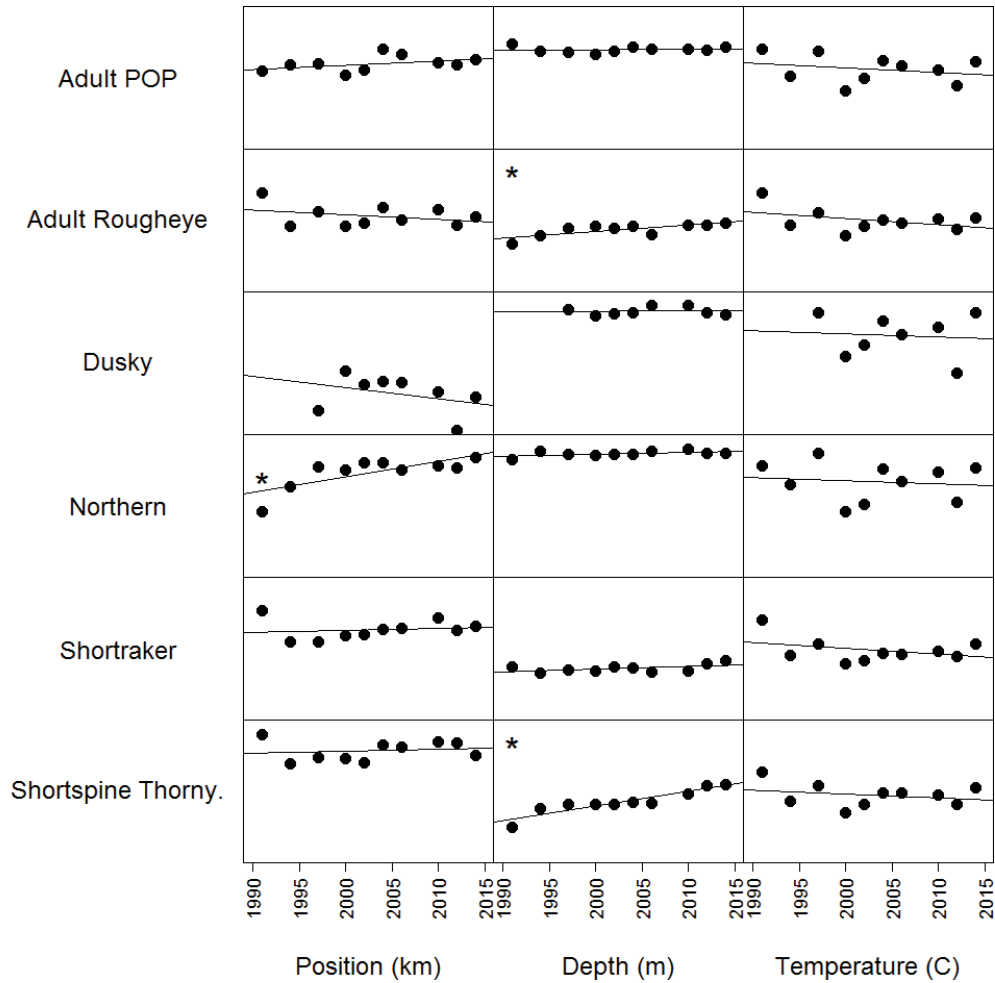 Adult POP
Adult Rougheye
*
Dusky
Northern
*
Shortraker
Shortspine Thorny.
*
1990 1995 2000 2005 2010 2015 1990 1995 2000 2005 2010 2015 1990 1995 2000 2005 2010 2015
Position (km) Depth (m) Temperature (C)